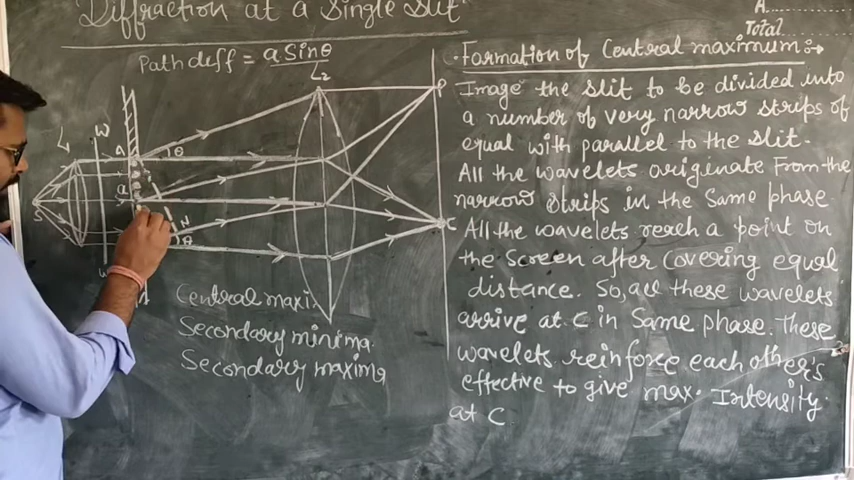 Diffraction at a Single Slit
A..............
Total..............
Path diff = a Sinθ
L₂
Formation of Central maximum:→
Image the slit to be divided into
a number of very narrow strips of
equal with parallel to the slit.
All the wavelets originate from the
narrow strips in the Same phase.
All the wavelets reach a point on
the Screen after Covering equal
distance. So, all these wavelets
arrive at C in Same phase. These
wavelets reinforce each other's
effective to give max. Intensity
at C
W
A
θ
a
S
N
θ
P
C
Central maxi.
Secondary minima
Secondary maxima